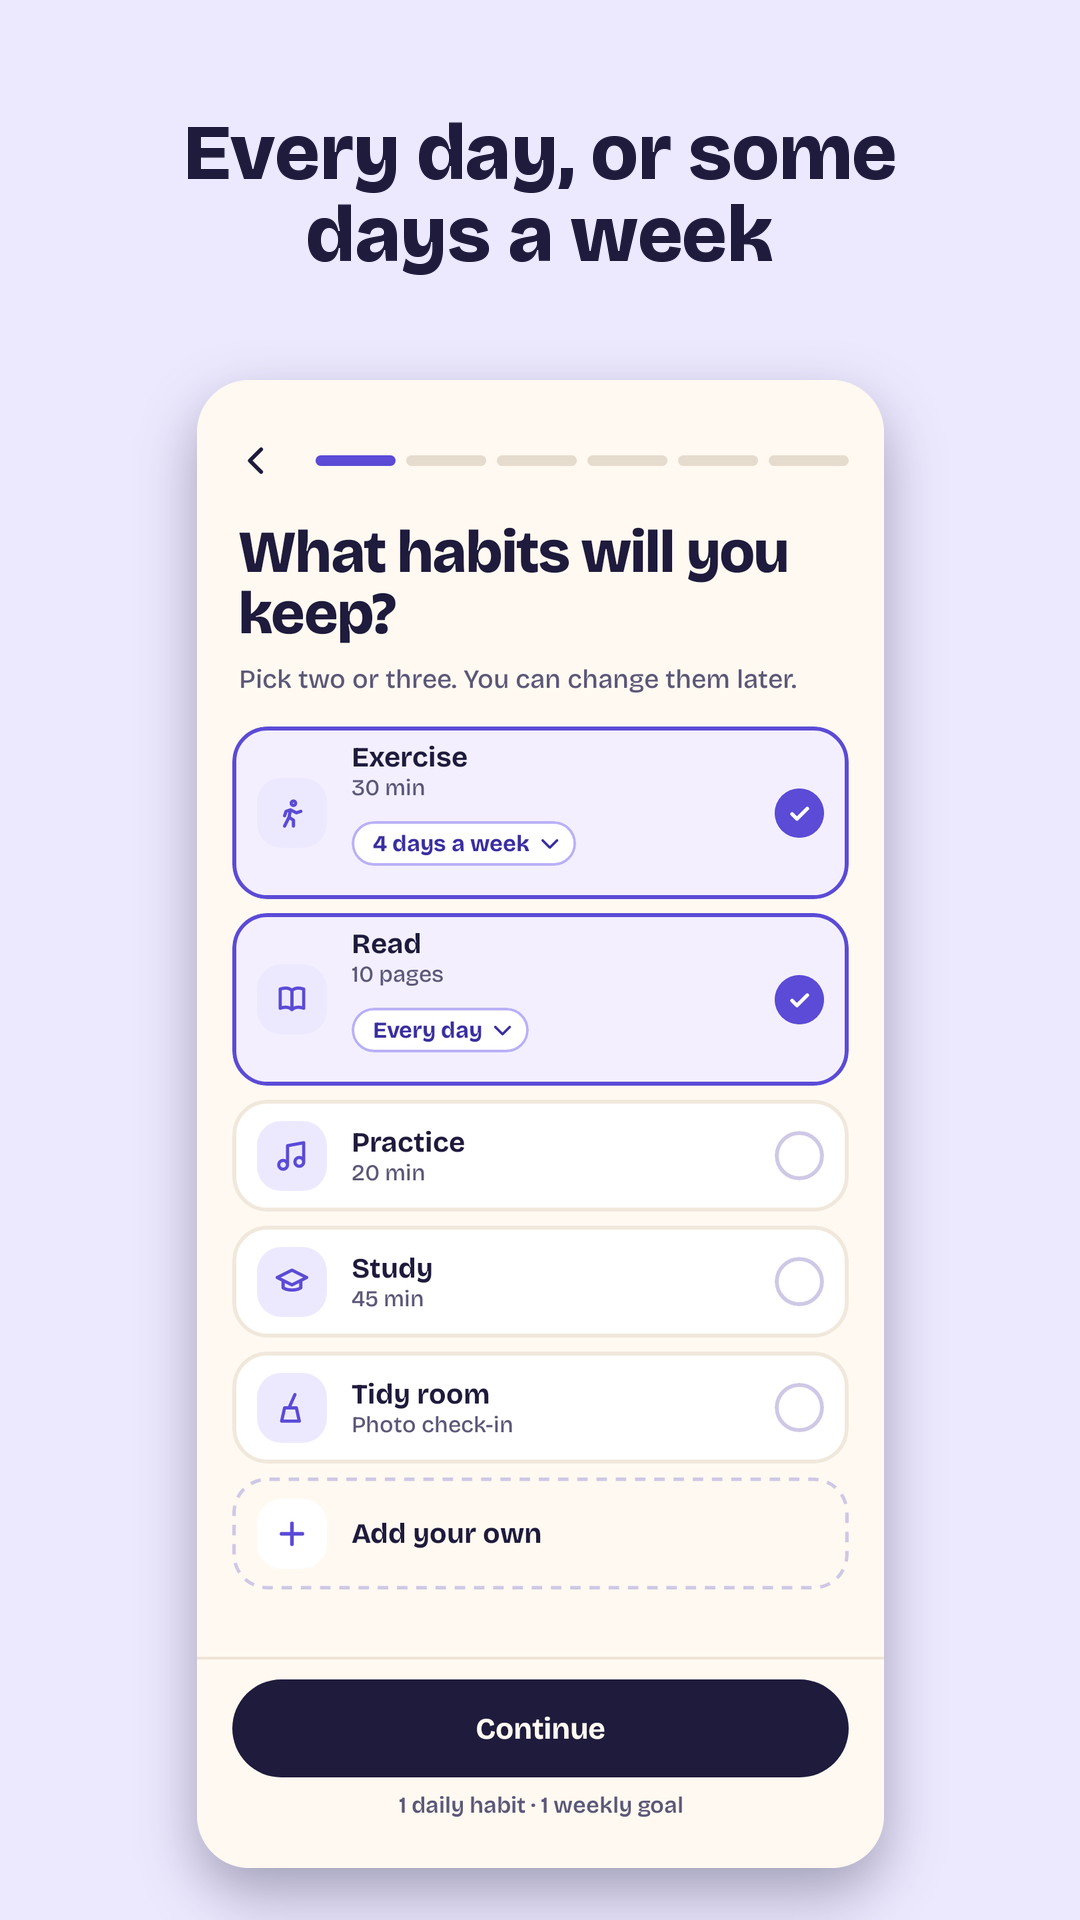 Every day, or some
days a week
What habits will you
keep?
Pick two or three. You can change them later.
Exercise
30 min
4 days a week
Read
10 pages
Every day
Practice
20 min
Study
45 min
Tidy room
Photo check-in
Add your own
Continue
1 daily habit · 1 weekly goal